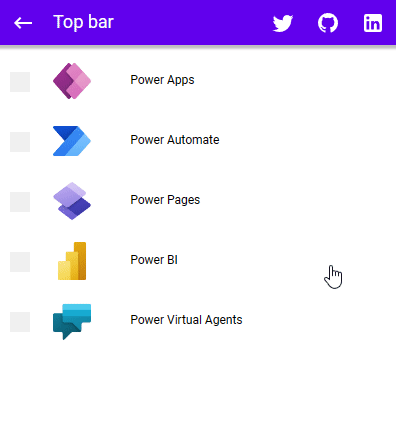 Top bar
Power Apps
Power Automate
Power Pages
Power BI
Power Virtual Agents